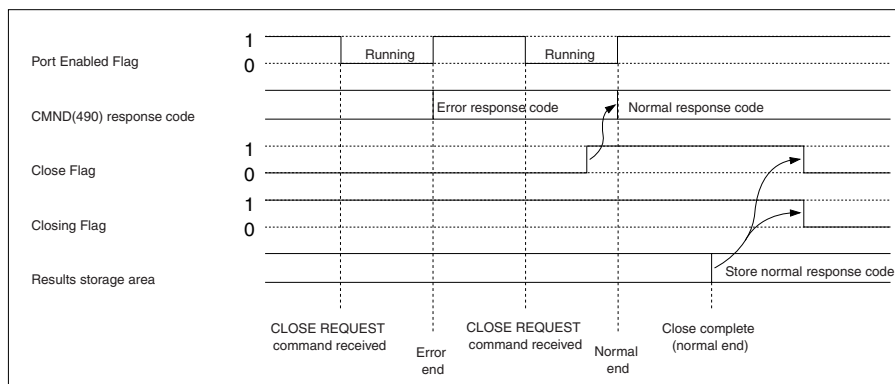 1
Port Enabled Flag
0
Running
Running
CMND(490) response code
Error response code
Normal response code
1
Close Flag
0
1
Closing Flag
0
Results storage area
Store normal response code
CLOSE REQUEST
command received
Error
end
CLOSE REQUEST
command received
Normal
end
Close complete
(normal end)